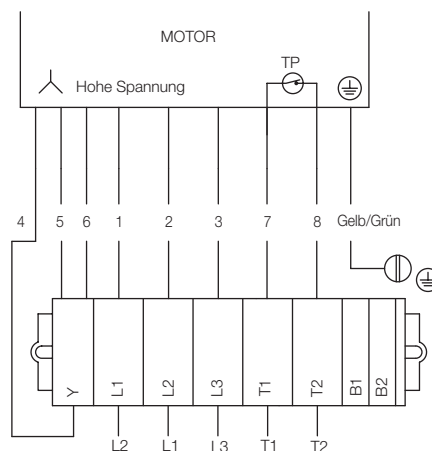 MOTOR
TP
Hohe Spannung
4 5 6 1 2 3 7 8 Gelb/Grün
Y L1 L2 L3 T1 T2 B1 B2
L2 L1 L3 T1 T2